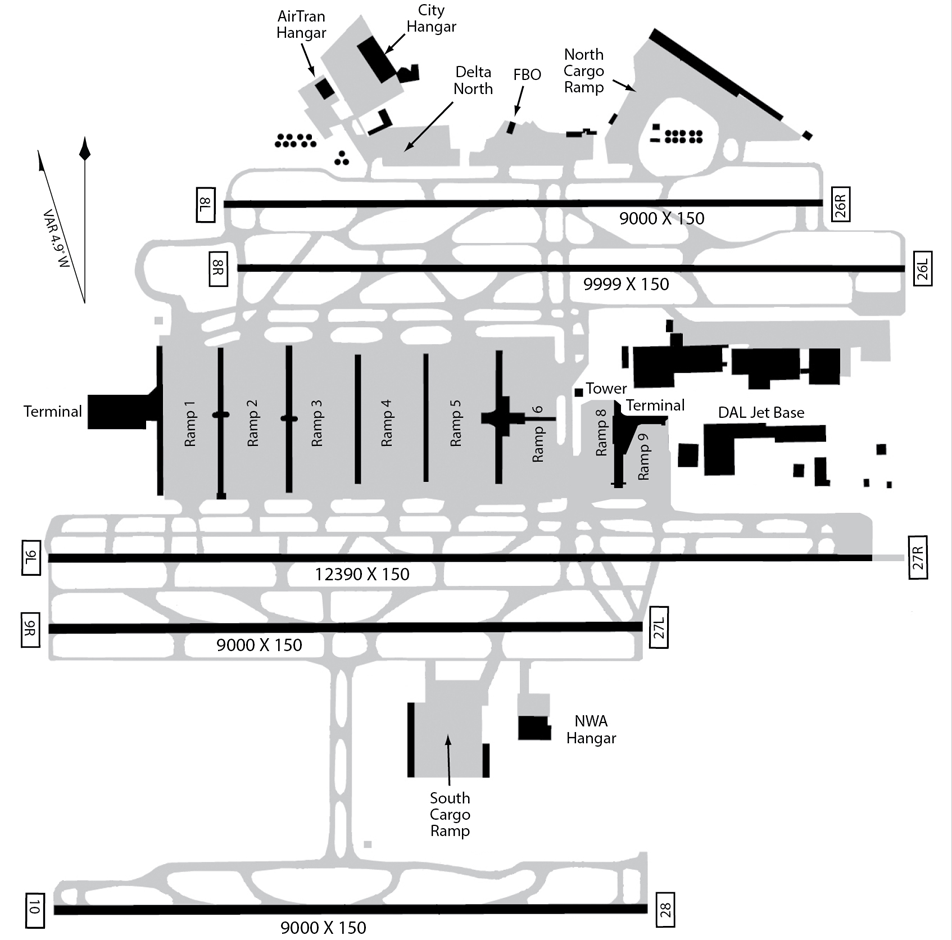 AirTran
Hangar
City
Hangar
Delta
North
FBO
North
Cargo
Ramp
VAR 4.9° W
8L
9000 X 150
26R
8R
9999 X 150
26L
Terminal
Ramp 1
Ramp 2
Ramp 3
Ramp 4
Ramp 5
Ramp 6
Tower
Terminal
Ramp 8
Ramp 9
DAL Jet Base
9L
12390 X 150
27R
9R
9000 X 150
27L
NWA
Hangar
South
Cargo
Ramp
10
9000 X 150
28